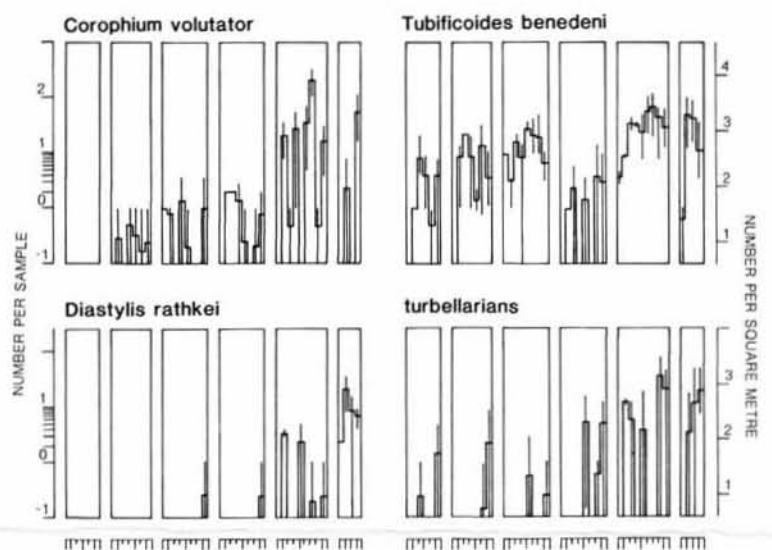 Corophium volutator
Tubificoides benedeni
2
1
0
-1
4
3
2
1
NUMBER PER SAMPLE
NUMBER PER SQUARE METRE
Diastylis rathkei
turbellarians
1
0
-1
3
2
1